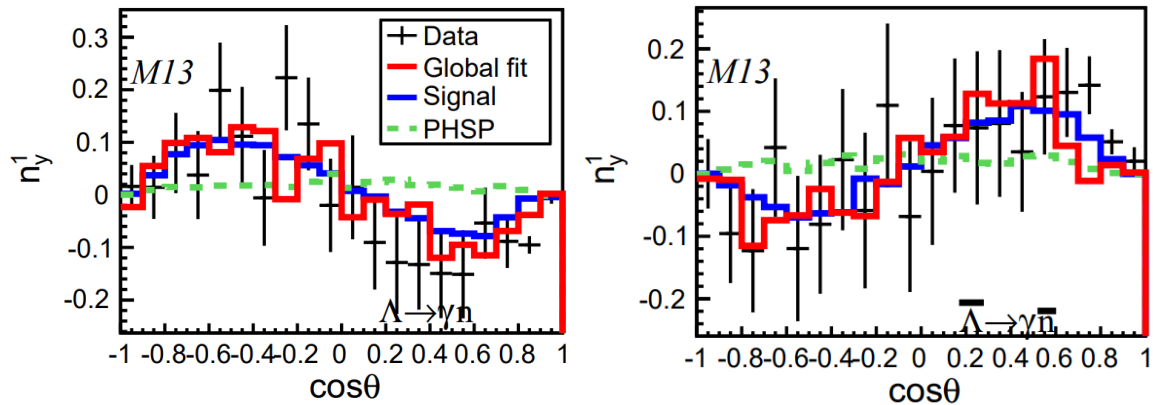 0.3
0.2
0.1
0
-0.1
-0.2
n_y^1
M13
Data
Global fit
Signal
PHSP
Λ→γn
-1 -0.8 -0.6 -0.4 -0.2 0 0.2 0.4 0.6 0.8 1
cosθ
0.2
0.1
0
-0.1
-0.2
n_y^1
M13
Λ̅→γn̅
-1 -0.8 -0.6 -0.4 -0.2 0 0.2 0.4 0.6 0.8 1
cosθ